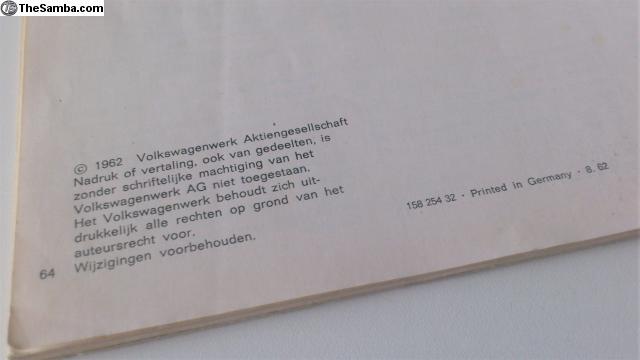 TheSamba.com
© 1962 Volkswagenwerk Aktiengesellschaft
Nadruk of vertaling, ook van gedeelten, is
zonder schriftelijke machtiging van het
Volkswagenwerk AG niet toegestaan.
Het Volkswagenwerk behoudt zich uit-
drukkelijk alle rechten op grond van het
auteursrecht voor.
Wijzigingen voorbehouden.
64
158 254 32 · Printed in Germany · 8. 62